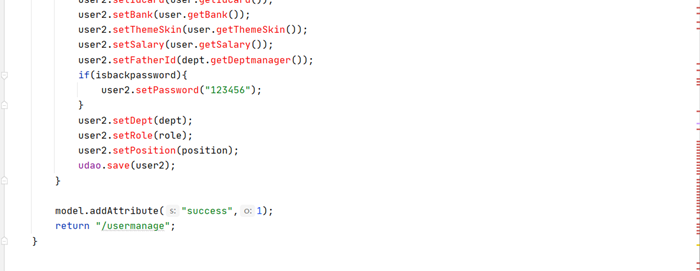 user2.setIdcard(user.getIdcard());
user2.setBank(user.getBank());
user2.setThemeSkin(user.getThemeSkin());
user2.setSalary(user.getSalary());
user2.setFatherId(dept.getDeptmanager());
if(isbackpassword){
user2.setPassword("123456");
}
user2.setDept(dept);
user2.setRole(role);
user2.setPosition(position);
udao.save(user2);
}
model.addAttribute( s: "success", o: 1);
return "/usermanage";
}